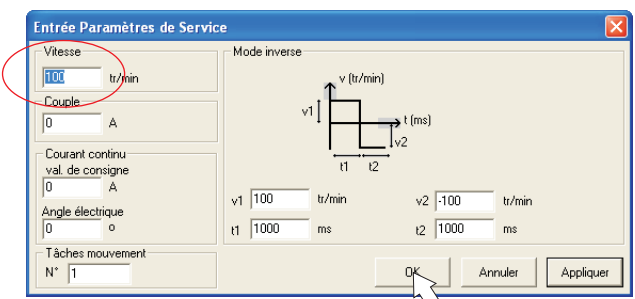 Entrée Paramètres de Service
Vitesse
100 tr/min
Couple
0 A
Courant continu
val. de consigne
0 A
Angle électrique
0 °
Tâches mouvement
N° 1
Mode inverse
v (tr/min)
v1
t (ms)
v2
t1 t2
v1 100 tr/min v2 -100 tr/min
t1 1000 ms t2 1000 ms
OK Annuler Appliquer